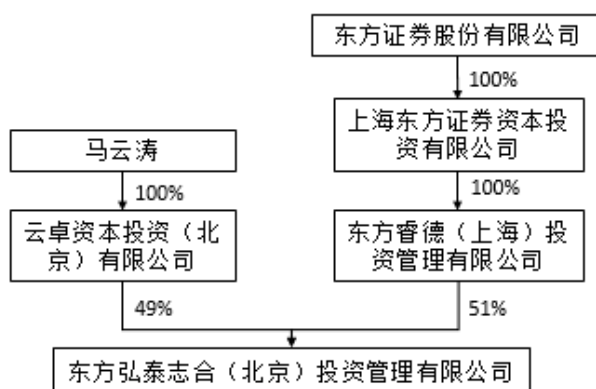 东方证券股份有限公司
100%
上海东方证券资本投
资有限公司
马云涛
100%
100%
云卓资本投资（北
京）有限公司
东方睿德（上海）投
资管理有限公司
49%
51%
东方弘泰志合（北京）投资管理有限公司